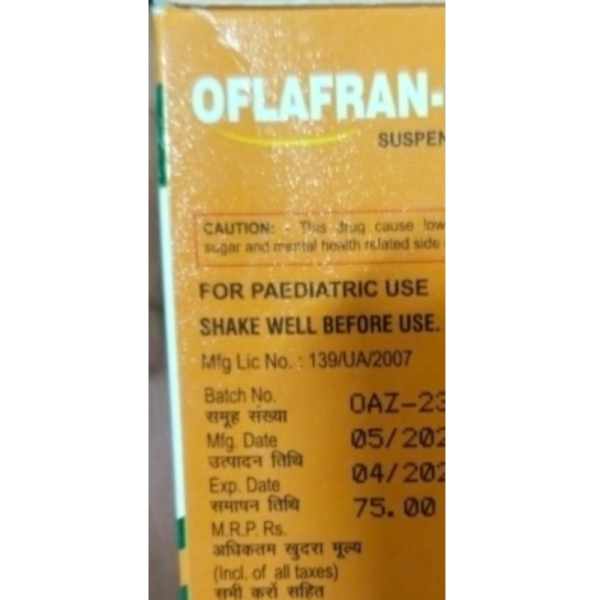 OFLAFRAN-
SUSPEN
CAUTION: - This drug cause low
sugar and mental health related side
FOR PAEDIATRIC USE
SHAKE WELL BEFORE USE.
Mfg Lic No. : 139/UA/2007
Batch No. OAZ-23
समूह संख्या
Mfg. Date 05/202
उत्पादन तिथि
Exp. Date 04/202
समापन तिथि 75.00
M.R.P. Rs.
अधिकतम खुदरा मूल्य
(Incl. of all taxes)
सभी करों सहित